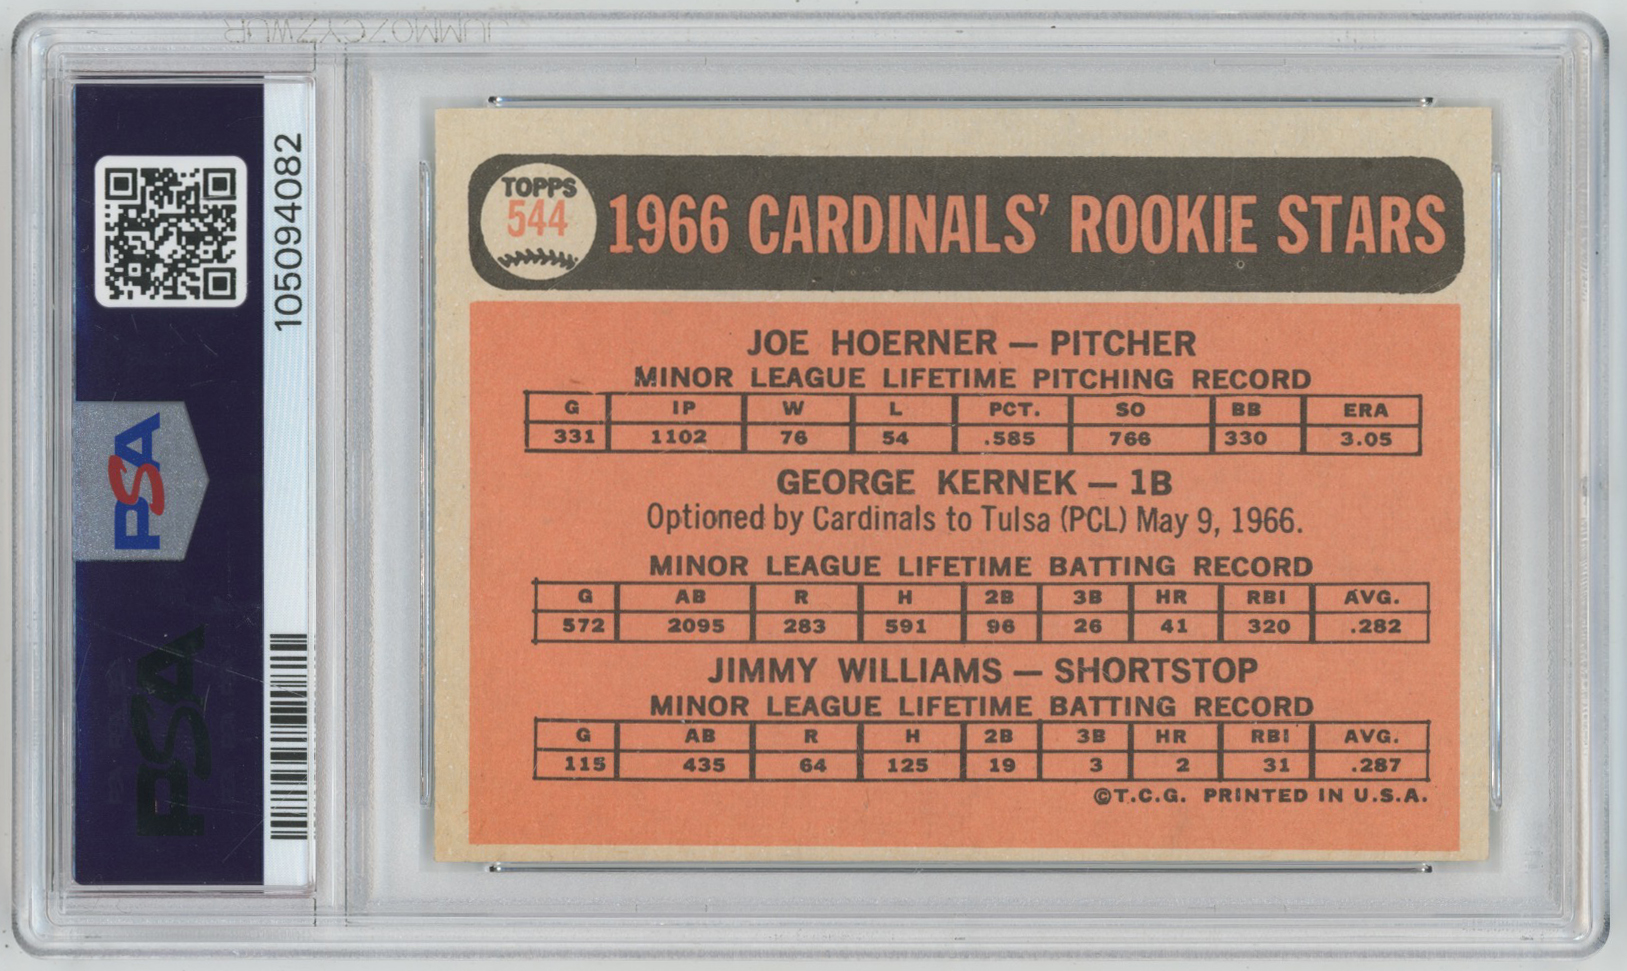 105094082
PSA
PSA
TOPPS
544
1966 CARDINALS' ROOKIE STARS
JOE HOERNER — PITCHER
MINOR LEAGUE LIFETIME PITCHING RECORD
G IP W L PCT. SO BB ERA
331 1102 76 54 .585 766 330 3.05
GEORGE KERNEK — 1B
Optioned by Cardinals to Tulsa (PCL) May 9, 1966.
MINOR LEAGUE LIFETIME BATTING RECORD
G AB R H 2B 3B HR RBI AVG.
572 2095 283 591 96 26 41 320 .282
JIMMY WILLIAMS — SHORTSTOP
MINOR LEAGUE LIFETIME BATTING RECORD
G AB R H 2B 3B HR RBI AVG.
115 435 64 125 19 3 2 31 .287
©T.C.G. PRINTED IN U.S.A.